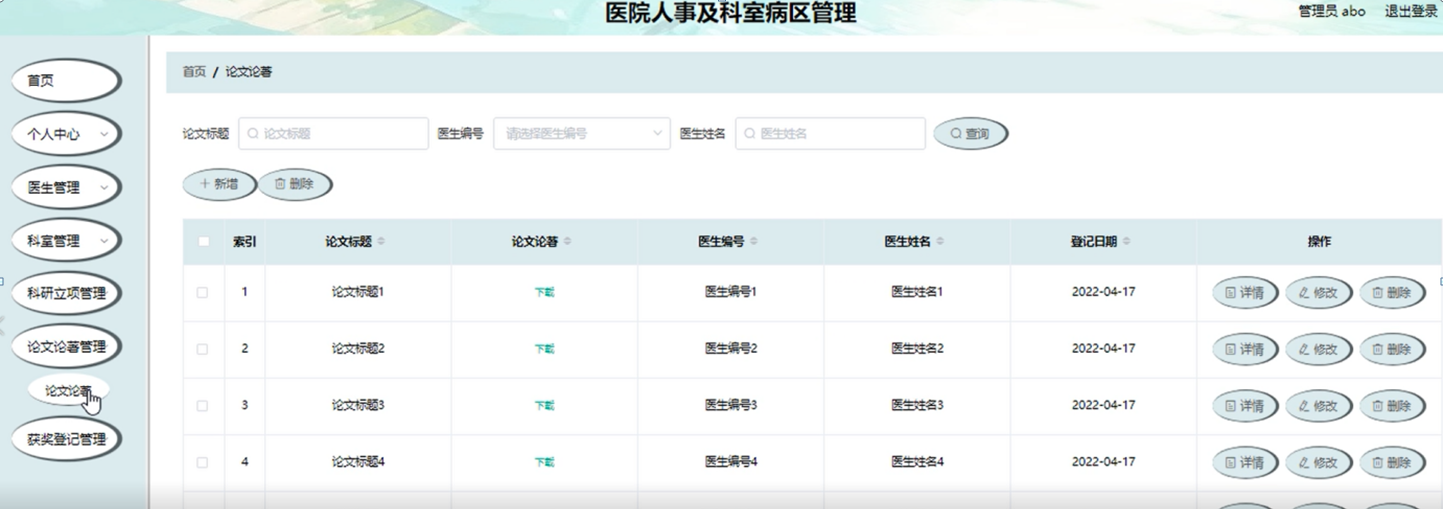 医院人事及科室病区管理
管理员 abo 退出登录
首页
个人中心
医生管理
科室管理
科研立项管理
论文论著管理
论文论著
获奖登记管理
首页 / 论文论著
论文标题 论文标题 医生编号 请选择医生编号 医生姓名 医生姓名 查询
新增 删除
索引 论文标题 论文论著 医生编号 医生姓名 登记日期 操作
1 论文标题1 下载 医生编号1 医生姓名1 2022-04-17 详情 修改 删除
2 论文标题2 下载 医生编号2 医生姓名2 2022-04-17 详情 修改 删除
3 论文标题3 下载 医生编号3 医生姓名3 2022-04-17 详情 修改 删除
4 论文标题4 下载 医生编号4 医生姓名4 2022-04-17 详情 修改 删除